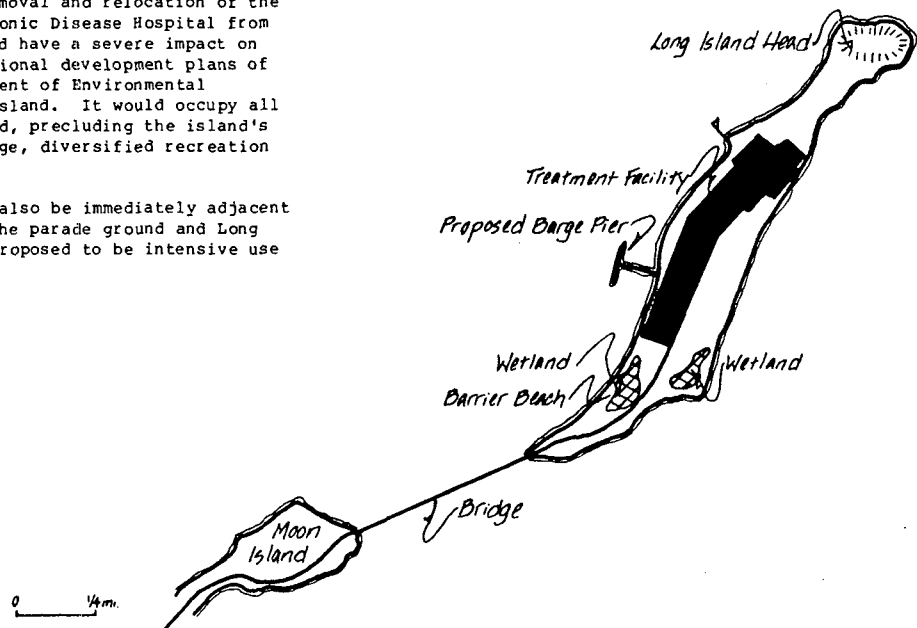 moval and relocation of the
onic Disease Hospital from
d have a severe impact on
ional development plans of
ent of Environmental
sland. It would occupy all
d, precluding the island's
ge, diversified recreation
also be immediately adjacent
he parade ground and Long
roposed to be intensive use
Long Island Head
Treatment Facility
Proposed Barge Pier
Wetland
Wetland
Barrier Beach
Bridge
Moon
Island
0 1/4 mi.